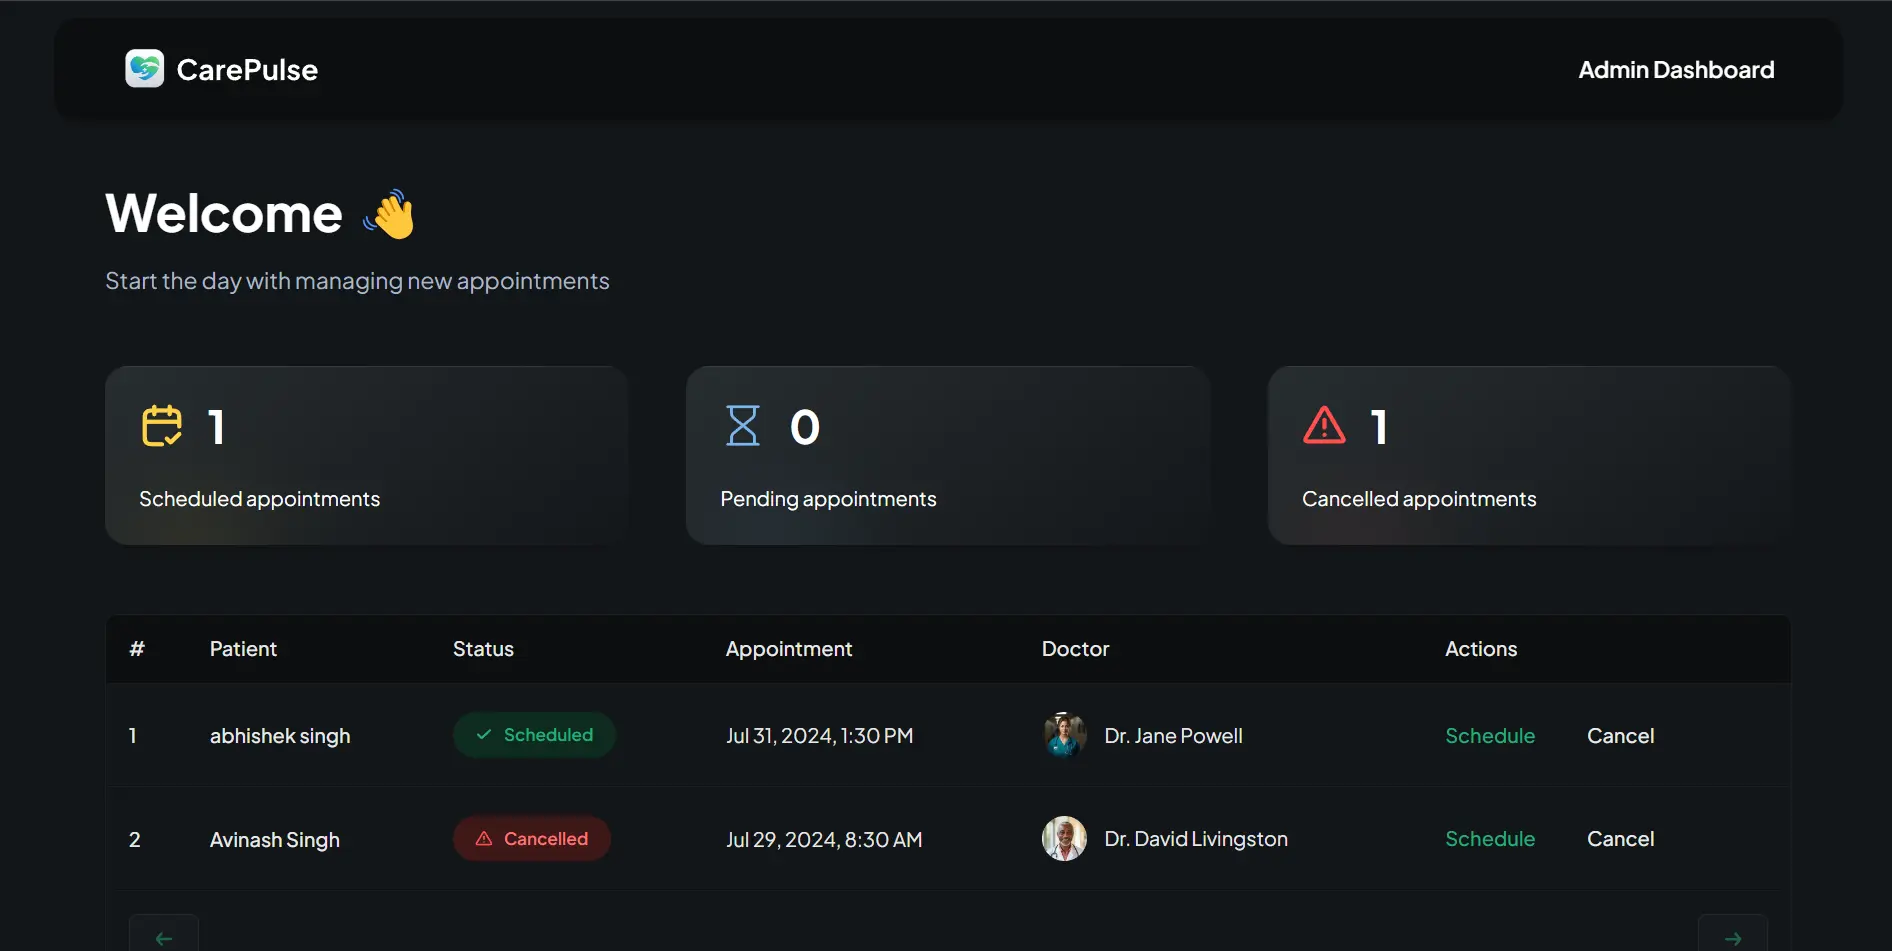 CarePulse
Admin Dashboard
Welcome 👋
Start the day with managing new appointments
1
Scheduled appointments
0
Pending appointments
1
Cancelled appointments
# Patient Status Appointment Doctor Actions
1 abhishek singh Scheduled Jul 31, 2024, 1:30 PM Dr. Jane Powell Schedule Cancel
2 Avinash Singh Cancelled Jul 29, 2024, 8:30 AM Dr. David Livingston Schedule Cancel